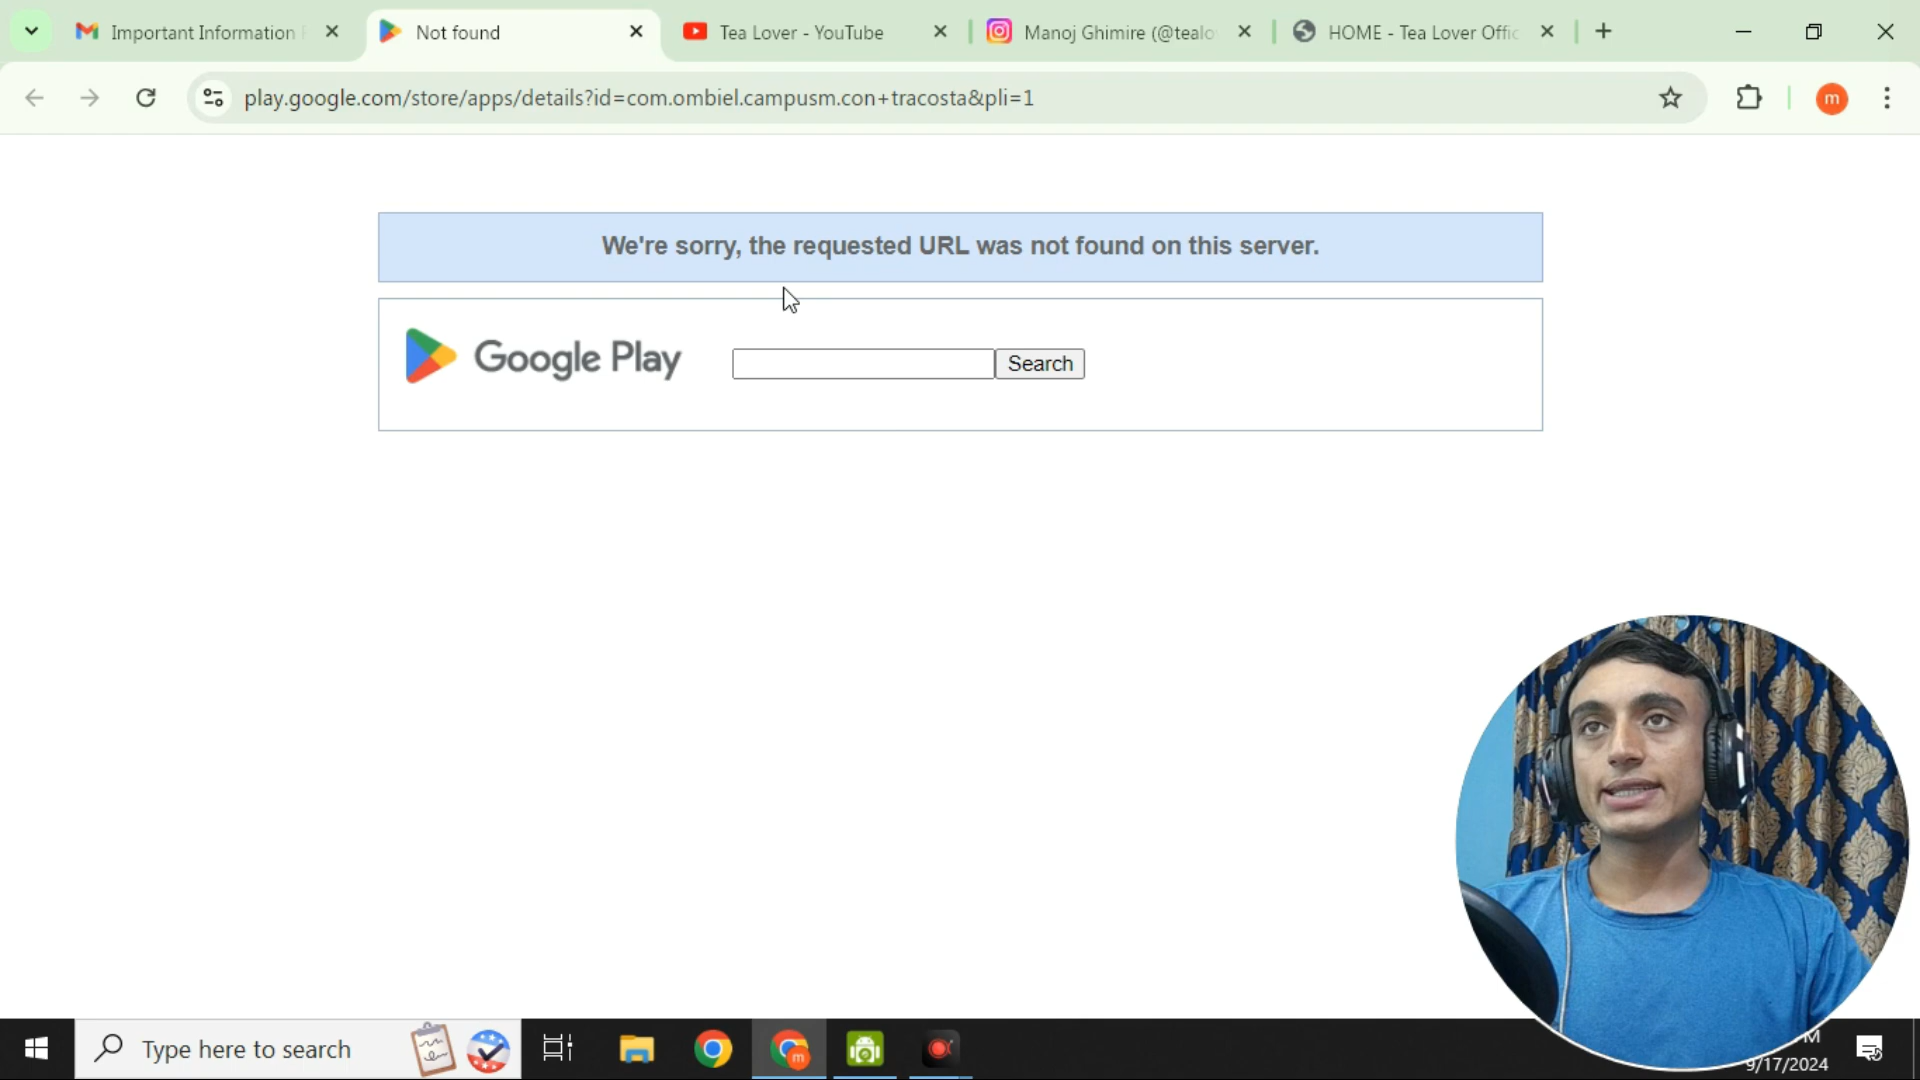 Important Information
Not found
Tea Lover - YouTube
Manoj Ghimire (@tealo
HOME - Tea Lover Offic
play.google.com/store/apps/details?id=com.ombiel.campusm.con+tracosta&pli=1
m
We're sorry, the requested URL was not found on this server.
Google Play
Search
Type here to search
m
M
9/17/2024